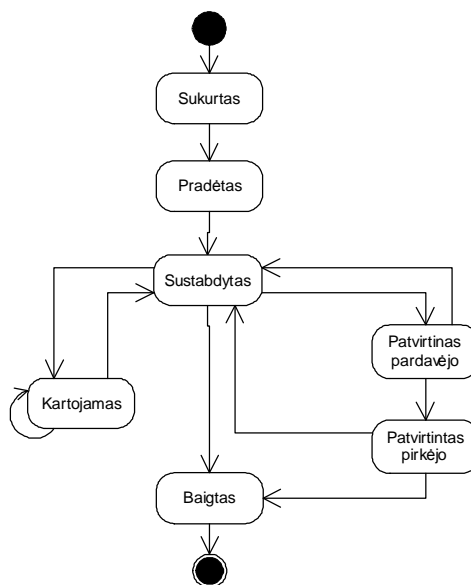 Sukurtas
Pradėtas
Sustabdytas
Patvirtinas
pardavėjo
Kartojamas
Patvirtintas
pirkėjo
Baigtas